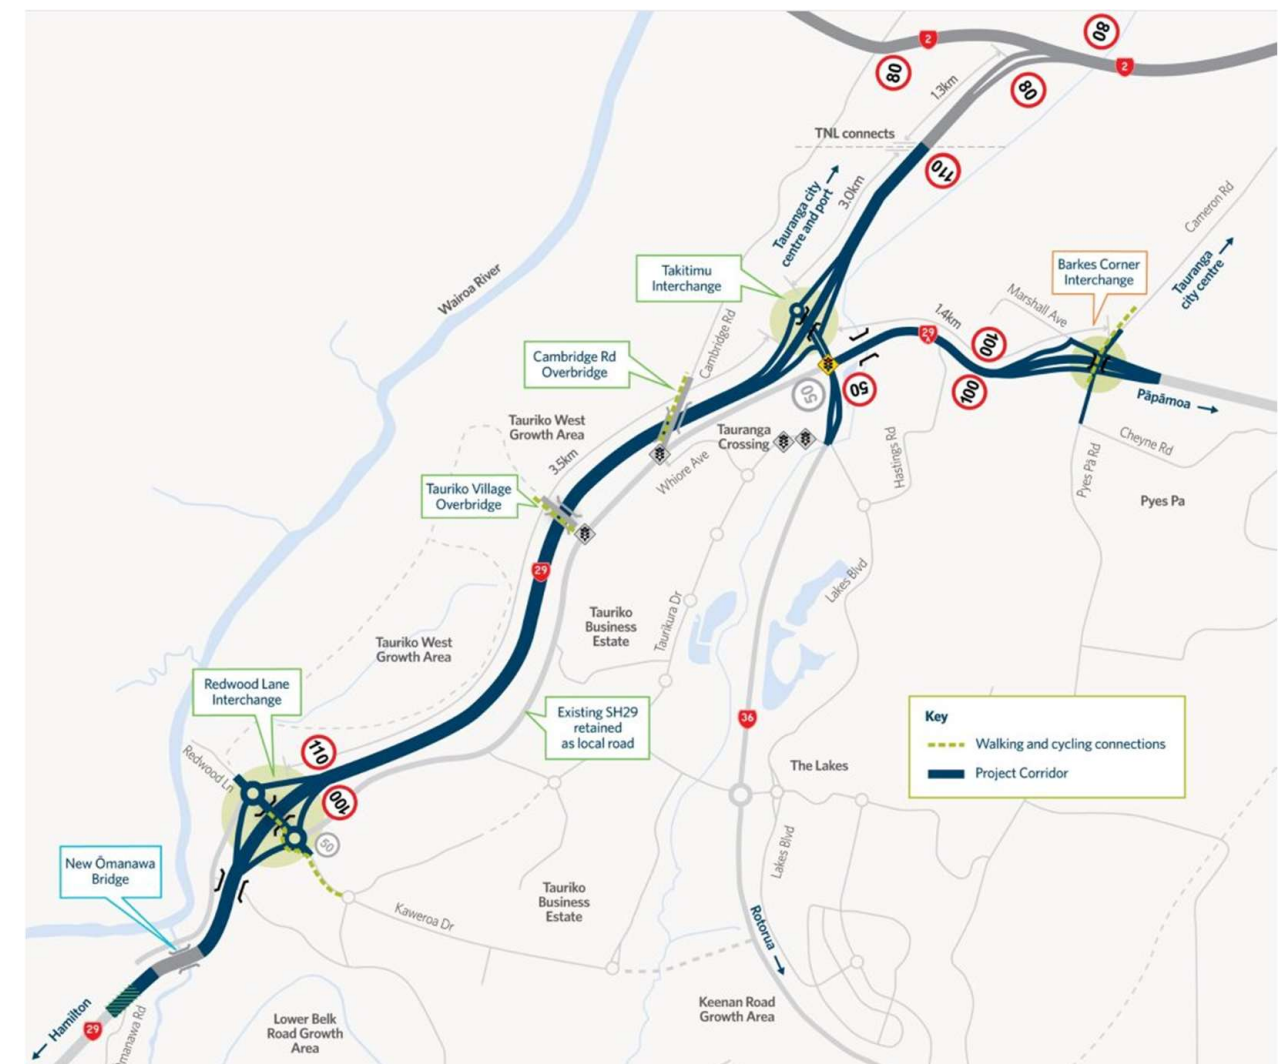 80
2
80
2
80
1.3km
TNL connects
110
Tauranga city
centre and port
3.0km
Cameron Rd
Takitimu
Interchange
Barkes Corner
Interchange
Tauranga
city centre
Wairoa River
Marshall Ave
1.4km
29
100
Cambridge Rd
Cambridge Rd
Overbridge
50
50
100
Pāpāmoa
Tauriko West
Growth Area
Tauranga
Crossing
Cheyne Rd
3.5km
Whiore Ave
Hastings Rd
Pyes Pā Rd
Pyes Pa
Tauriko Village
Overbridge
29
Lakes Blvd
Tauriko
Business
Estate
Taurikura Dr
Tauriko West
Growth Area
Redwood Lane
Interchange
Existing SH29
retained
as local road
36
Key
Walking and cycling connections
Project Corridor
Redwood Ln
110
The Lakes
100
50
New Ōmanawa
Bridge
Lakes Blvd
Tauriko
Business
Estate
Kaweroa Dr
Rotorua
Hamilton
29
manawa Rd
Lower Belk
Road Growth
Area
Keenan Road
Growth Area